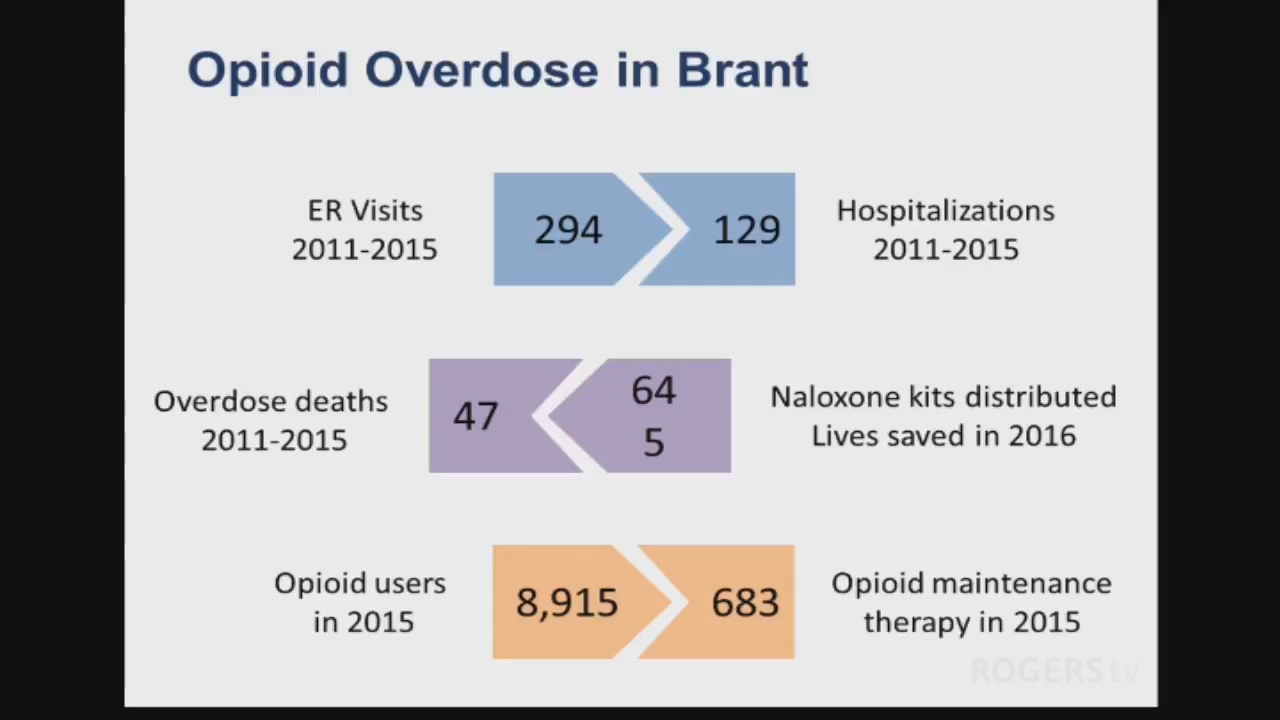 Opioid Overdose in Brant
ER Visits
2011-2015
294
129
Hospitalizations
2011-2015
Overdose deaths
2011-2015
47
64
5
Naloxone kits distributed
Lives saved in 2016
Opioid users
in 2015
8,915
683
Opioid maintenance
therapy in 2015
ROGERS tv